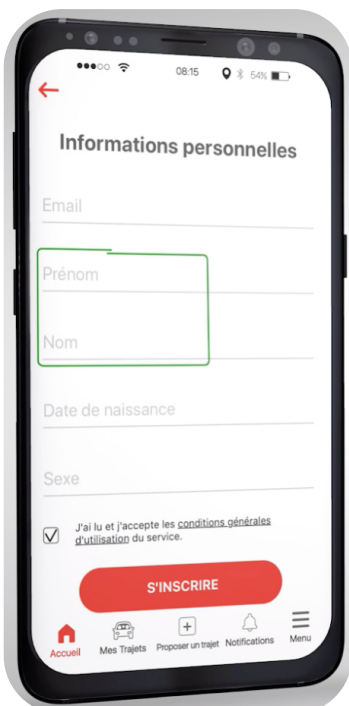 08:15
54%
Informations personnelles
Email
Prénom
Nom
Date de naissance
Sexe
J'ai lu et j'accepte les conditions générales
d'utilisation du service.
S'INSCRIRE
Accueil
Mes Trajets
Proposer un trajet
Notifications
Menu